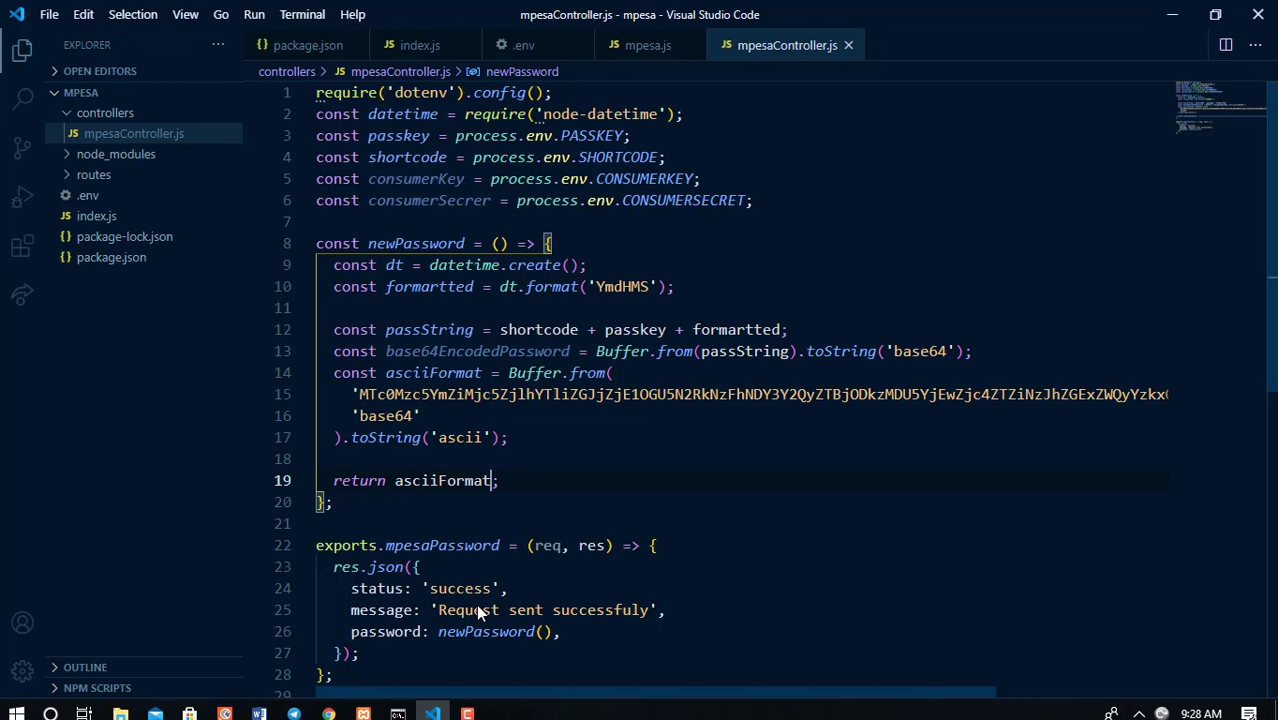 File Edit Selection View Go Run Terminal Help
mpesaController.js - mpesa - Visual Studio Code
EXPLORER
OPEN EDITORS
MPESA
controllers
JS mpesaController.js
node_modules
routes
.env
JS index.js
{} package-lock.json
{} package.json
OUTLINE
NPM SCRIPTS
{} package.json
JS index.js
.env
JS mpesa.js
JS mpesaController.js
controllers > JS mpesaController.js > newPassword
1 require('dotenv').config();
2 const datetime = require('node-datetime');
3 const passkey = process.env.PASSKEY;
4 const shortcode = process.env.SHORTCODE;
5 const consumerKey = process.env.CONSUMERKEY;
6 const consumerSecrer = process.env.CONSUMERSECRET;
7
8 const newPassword = () => {
9 const dt = datetime.create();
10 const formartted = dt.format('YmdHMS');
11
12 const passString = shortcode + passkey + formartted;
13 const base64EncodedPassword = Buffer.from(passString).toString('base64');
14 const asciiFormat = Buffer.from(
15
16 'base64'
17 ).toString('ascii');
18
19 return asciiFormat;
20 };
21
22 exports.mpesaPassword = (req, res) => {
23 res.json({
24 status: 'success',
25 message: 'Request sent successfuly',
26 password: newPassword(),
27 });
28 };
29
9:28 AM